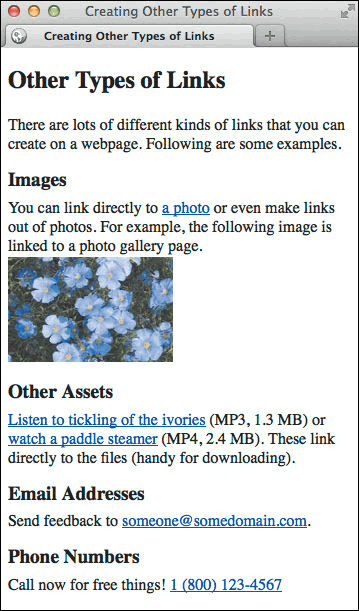 Creating Other Types of Links
Creating Other Types of Links
Other Types of Links
There are lots of different kinds of links that you can
create on a webpage. Following are some examples.
Images
You can link directly to a photo or even make links
out of photos. For example, the following image is
linked to a photo gallery page.
Other Assets
Listen to tickling of the ivories (MP3, 1.3 MB) or
watch a paddle steamer (MP4, 2.4 MB). These link
directly to the files (handy for downloading).
Email Addresses
Send feedback to someone@somedomain.com.
Phone Numbers
Call now for free things! 1 (800) 123-4567